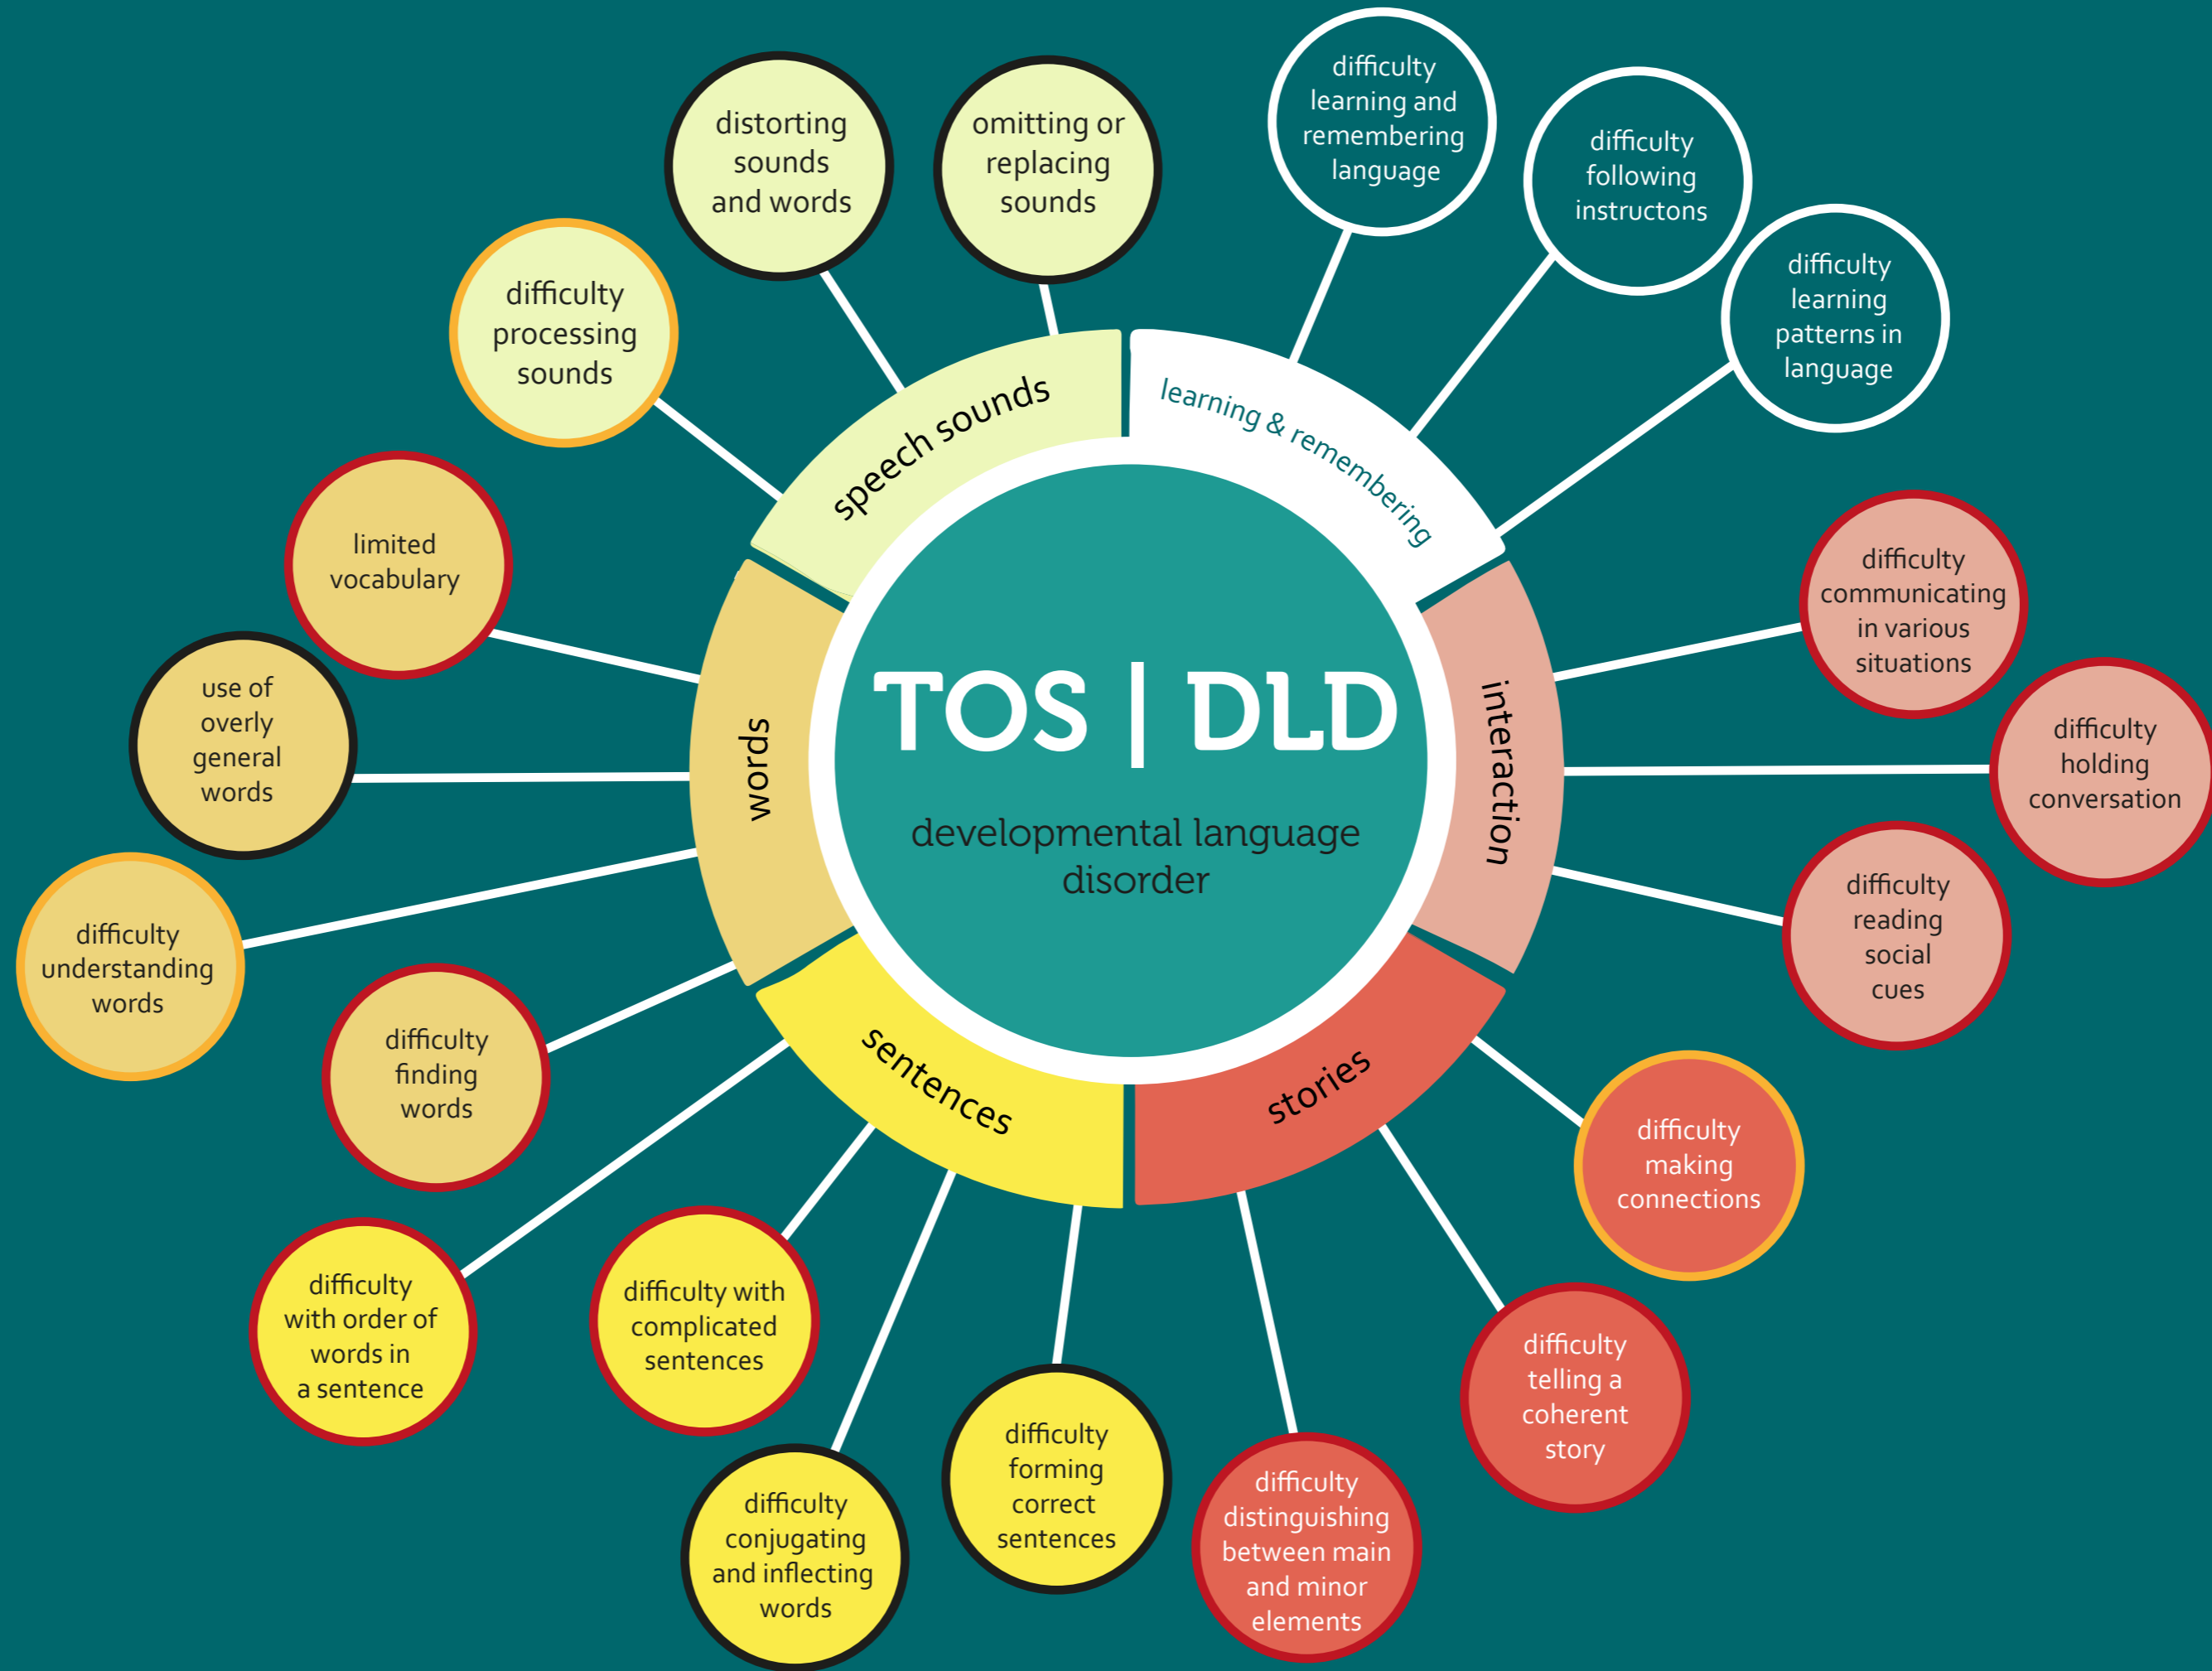 TOS | DLD
developmental language
disorder
speech sounds
difficulty
processing
sounds
distorting
sounds
and words
omitting or
replacing
sounds
learning & remembering
difficulty
learning and
remembering
language
difficulty
following
instructons
difficulty
learning
patterns in
language
interaction
difficulty
communicating
in various
situations
difficulty
holding
conversation
difficulty
reading
social
cues
stories
difficulty
making
connections
difficulty
telling a
coherent
story
difficulty
distinguishing
between main
and minor
elements
sentences
difficulty
forming
correct
sentences
difficulty
conjugating
and inflecting
words
difficulty with
complicated
sentences
difficulty
with order of
words in
a sentence
words
difficulty
finding
words
difficulty
understanding
words
use of
overly
general
words
limited
vocabulary